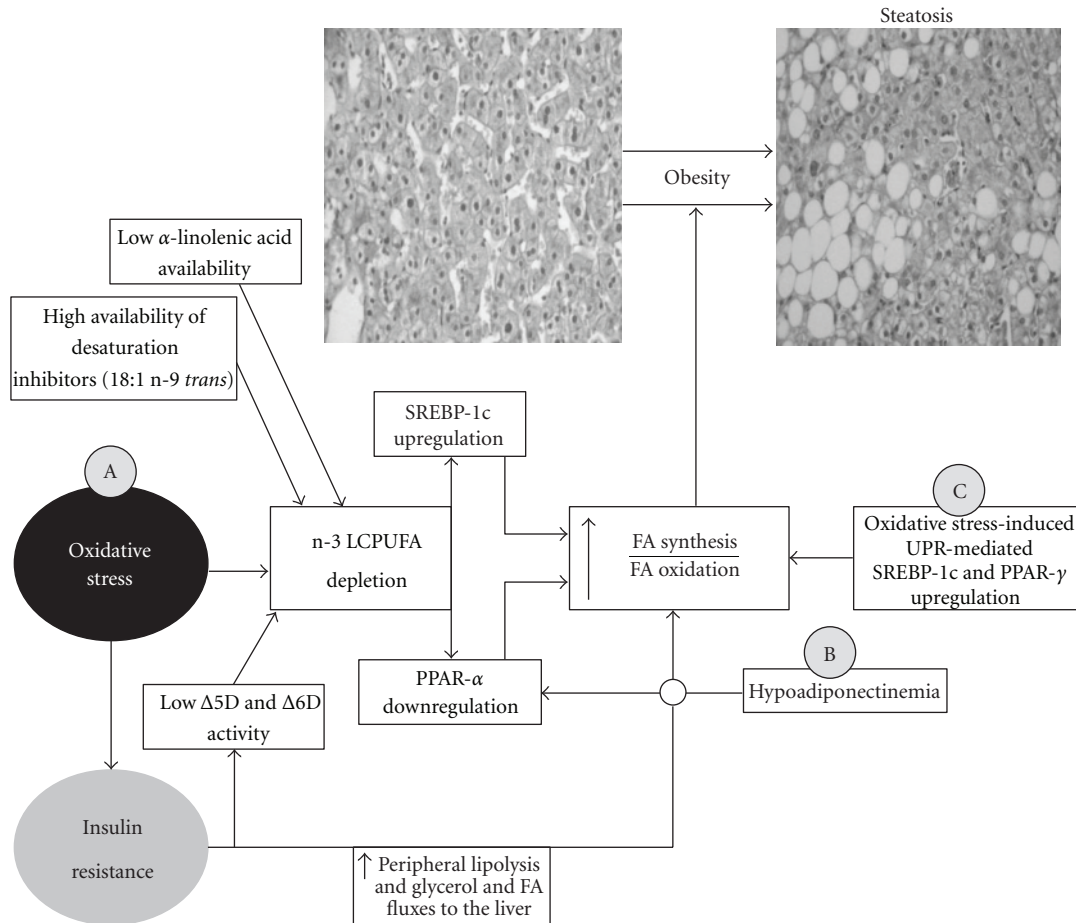 Steatosis
Obesity
Low α-linolenic acid
availability
High availability of
desaturation
inhibitors (18:1 n-9 trans)
SREBP-1c
upregulation
A
Oxidative
stress
n-3 LCPUFA
depletion
FA synthesis
FA oxidation
C
Oxidative stress-induced
UPR-mediated
SREBP-1c and PPAR-γ
upregulation
B
Hypoadiponectinemia
PPAR-α
downregulation
Low Δ5D and Δ6D
activity
Insulin
resistance
Peripheral lipolysis
and glycerol and FA
fluxes to the liver